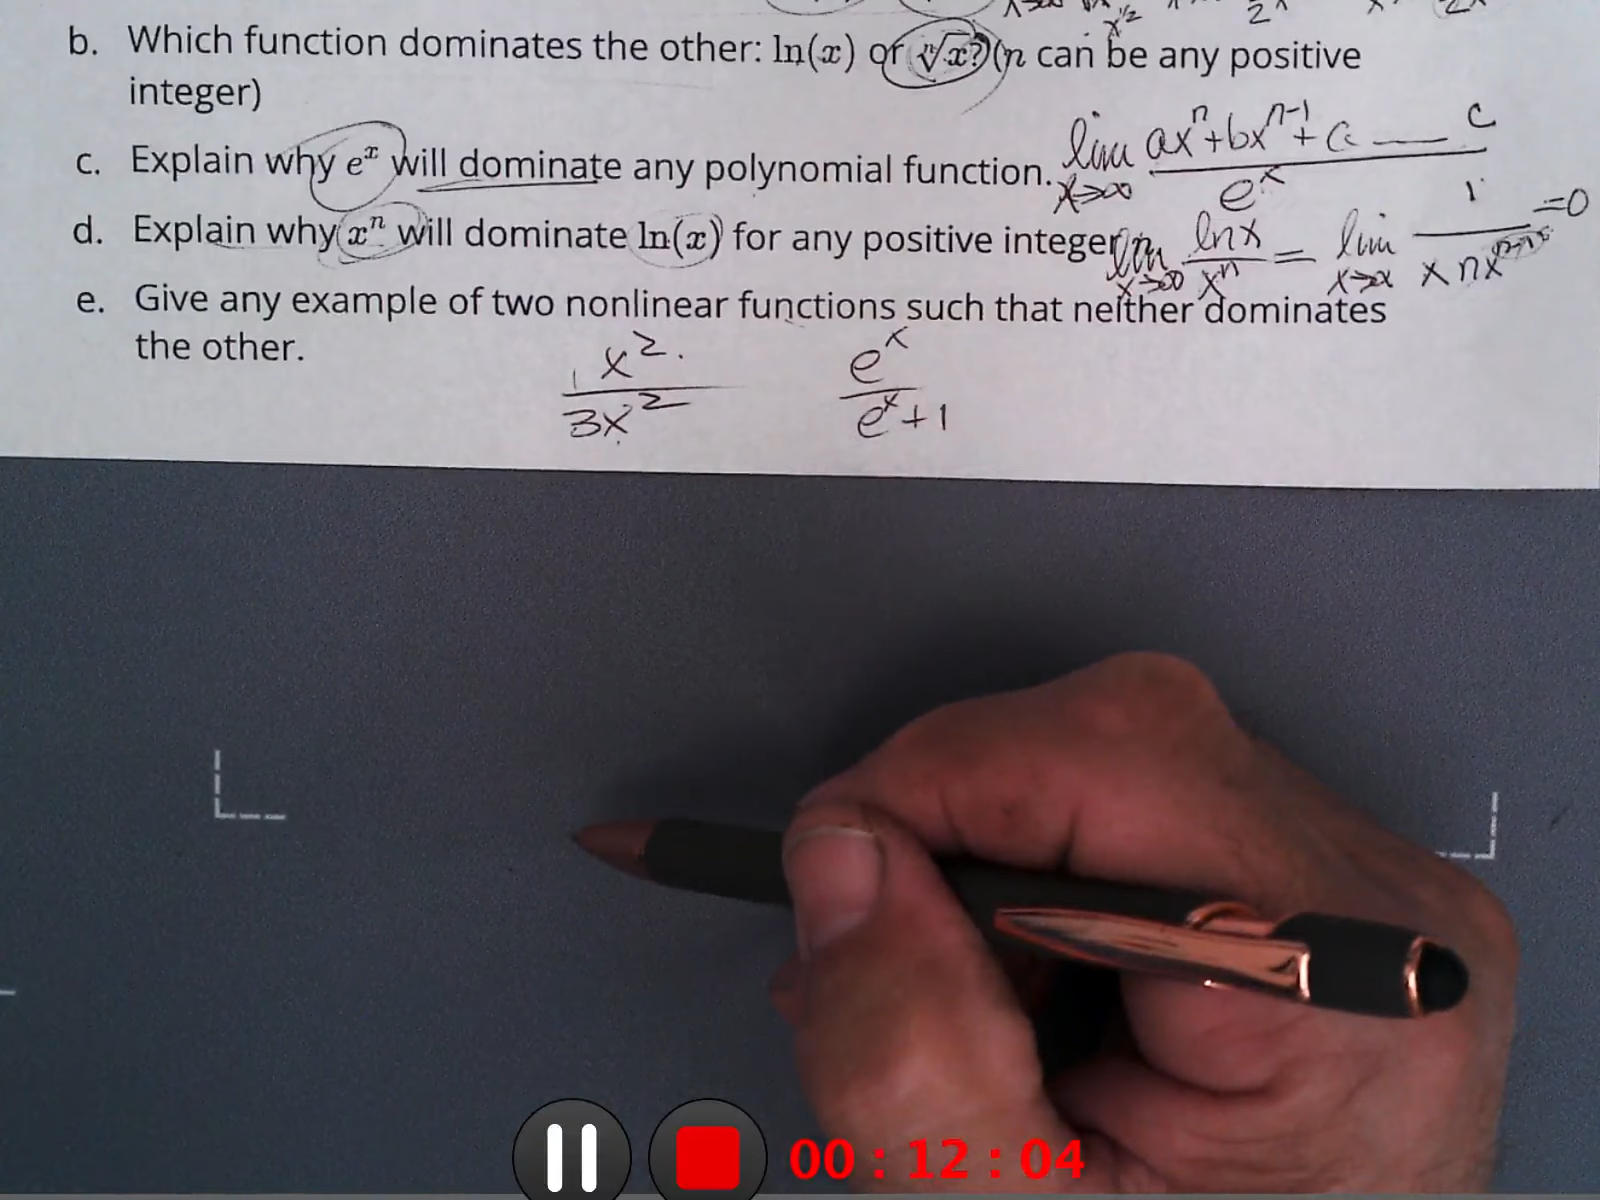 b. Which function dominates the other: ln(x) or ⁿ√x? (n can be any positive
integer)
c. Explain why eˣ will dominate any polynomial function.
lim x→∞ axⁿ+bxⁿ⁻¹+ — c / eˣ
d. Explain why xⁿ will dominate ln(x) for any positive integer n.
lim x→∞ lnx / xⁿ = lim 1 / x nx =0
e. Give any example of two nonlinear functions such that neither dominates
the other.
x² / 3x²
eˣ / eˣ+1
00 : 12 : 04